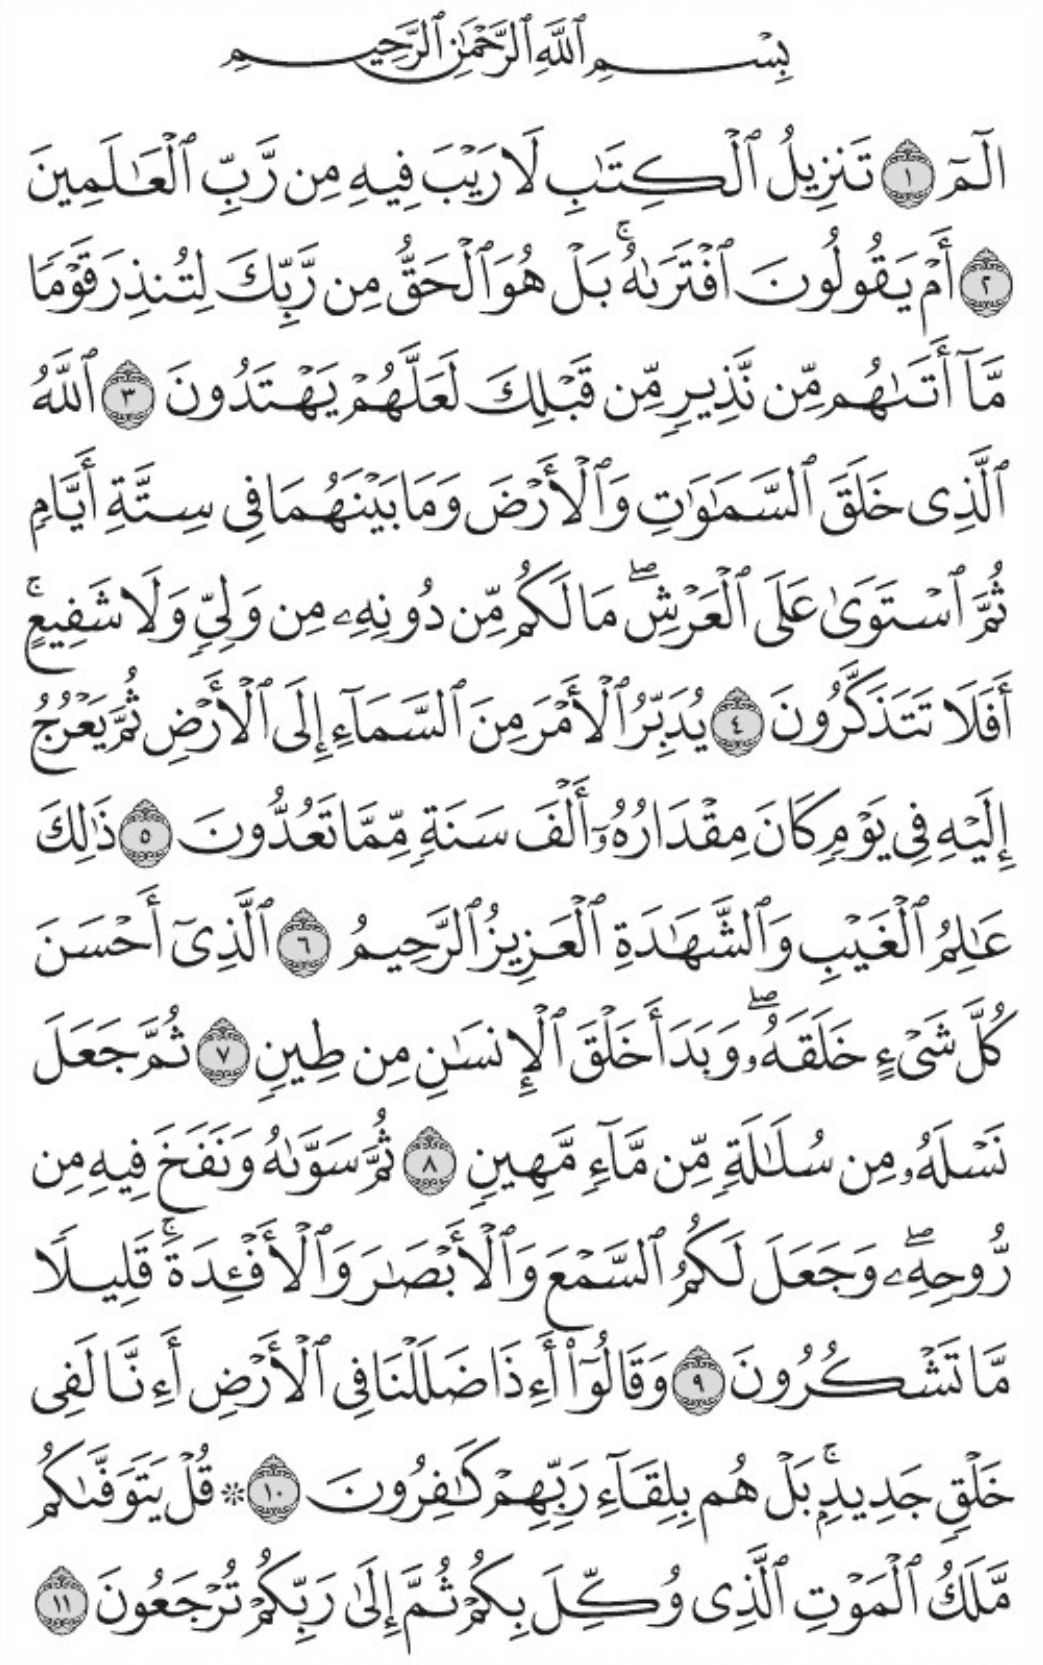 بِسْمِ ٱللَّهِ ٱلرَّحْمَٰنِ ٱلرَّحِيمِ
الٓمٓ ١ تَنزِيلُ ٱلْكِتَٰبِ لَا رَيْبَ فِيهِ مِن رَّبِّ ٱلْعَٰلَمِينَ
٢ أَمْ يَقُولُونَ ٱفْتَرَىٰهُۚ بَلْ هُوَ ٱلْحَقُّ مِن رَّبِّكَ لِتُنذِرَ قَوْمًا
مَّآ أَتَىٰهُم مِّن نَّذِيرٍ مِّن قَبْلِكَ لَعَلَّهُمْ يَهْتَدُونَ ٣ ٱللَّهُ
ٱلَّذِى خَلَقَ ٱلسَّمَٰوَٰتِ وَٱلْأَرْضَ وَمَا بَيْنَهُمَا فِى سِتَّةِ أَيَّامٍ
ثُمَّ ٱسْتَوَىٰ عَلَى ٱلْعَرْشِۖ مَا لَكُم مِّن دُونِهِۦ مِن وَلِىٍّ وَلَا شَفِيعٍۚ
أَفَلَا تَتَذَكَّرُونَ ٤ يُدَبِّرُ ٱلْأَمْرَ مِنَ ٱلسَّمَآءِ إِلَى ٱلْأَرْضِ ثُمَّ يَعْرُجُ
إِلَيْهِ فِى يَوْمٍ كَانَ مِقْدَارُهُۥٓ أَلْفَ سَنَةٍ مِّمَّا تَعُدُّونَ ٥ ذَٰلِكَ
عَٰلِمُ ٱلْغَيْبِ وَٱلشَّهَٰدَةِ ٱلْعَزِيزُ ٱلرَّحِيمُ ٦ ٱلَّذِىٓ أَحْسَنَ
كُلَّ شَىْءٍ خَلَقَهُۥۖ وَبَدَأَ خَلْقَ ٱلْإِنسَٰنِ مِن طِينٍ ٧ ثُمَّ جَعَلَ
نَسْلَهُۥ مِن سُلَٰلَةٍ مِّن مَّآءٍ مَّهِينٍ ٨ ثُمَّ سَوَّىٰهُ وَنَفَخَ فِيهِ مِن
رُّوحِهِۦۖ وَجَعَلَ لَكُمُ ٱلسَّمْعَ وَٱلْأَبْصَٰرَ وَٱلْأَفْـِٔدَةَۚ قَلِيلًا
مَّا تَشْكُرُونَ ٩ وَقَالُوٓا۟ أَءِذَا ضَلَلْنَا فِى ٱلْأَرْضِ أَءِنَّا لَفِى
خَلْقٍ جَدِيدٍۭۚ بَلْ هُم بِلِقَآءِ رَبِّهِمْ كَٰفِرُونَ ١٠ ۞ قُلْ يَتَوَفَّىٰكُم
مَّلَكُ ٱلْمَوْتِ ٱلَّذِى وُكِّلَ بِكُمْ ثُمَّ إِلَىٰ رَبِّكُمْ تُرْجَعُونَ ١١